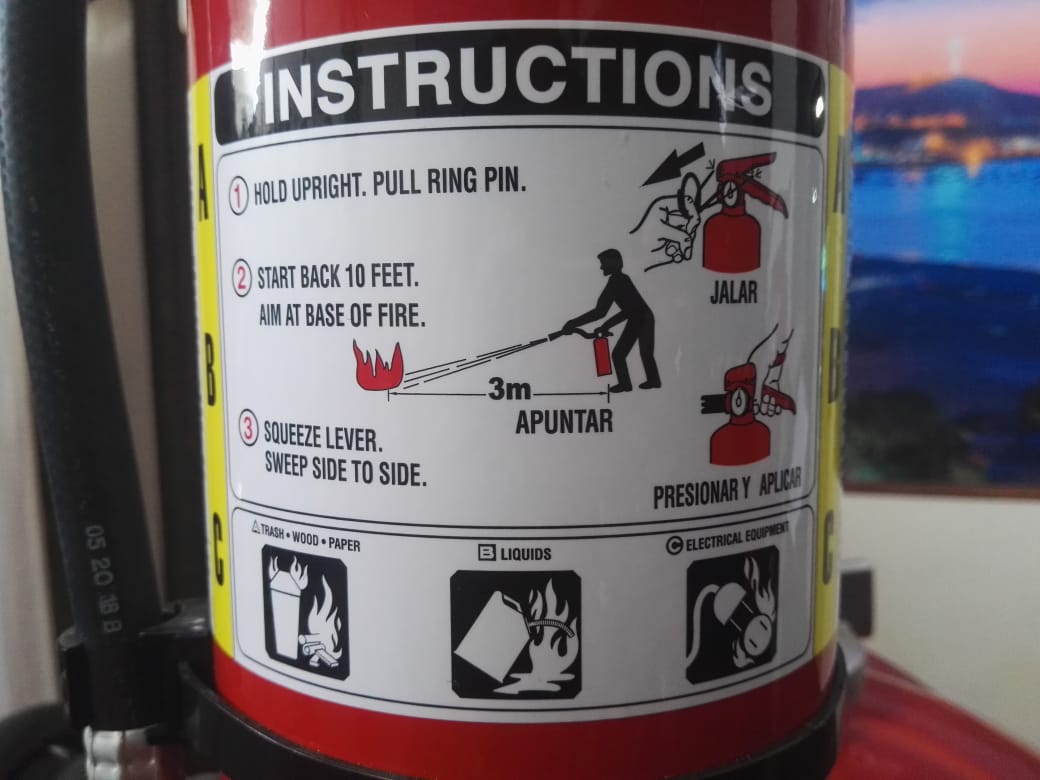 INSTRUCTIONS
1 HOLD UPRIGHT. PULL RING PIN.
JALAR
2 START BACK 10 FEET.
AIM AT BASE OF FIRE.
3m
APUNTAR
3 SQUEEZE LEVER.
SWEEP SIDE TO SIDE.
PRESIONAR Y APLICAR
A TRASH • WOOD • PAPER
B LIQUIDS
C ELECTRICAL EQUIPMENT
A
B
C
A
B
C
05 20 18 B